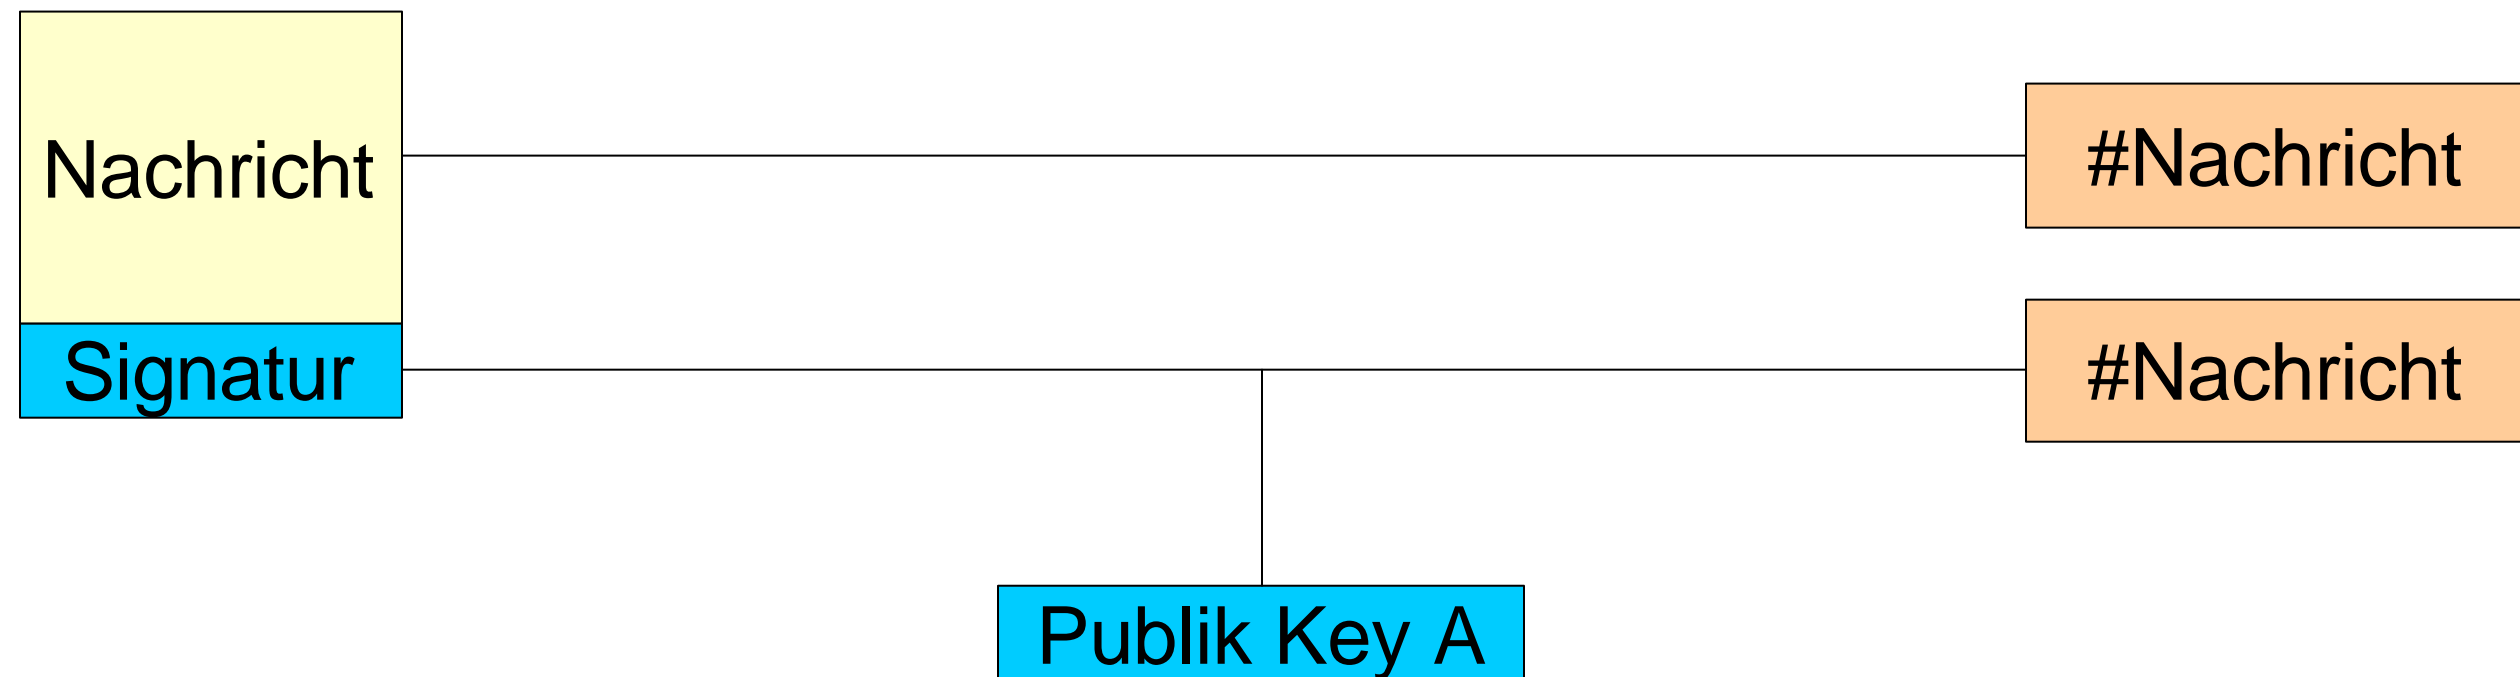 Nachricht
#Nachricht
Signatur
#Nachricht
Publik Key A